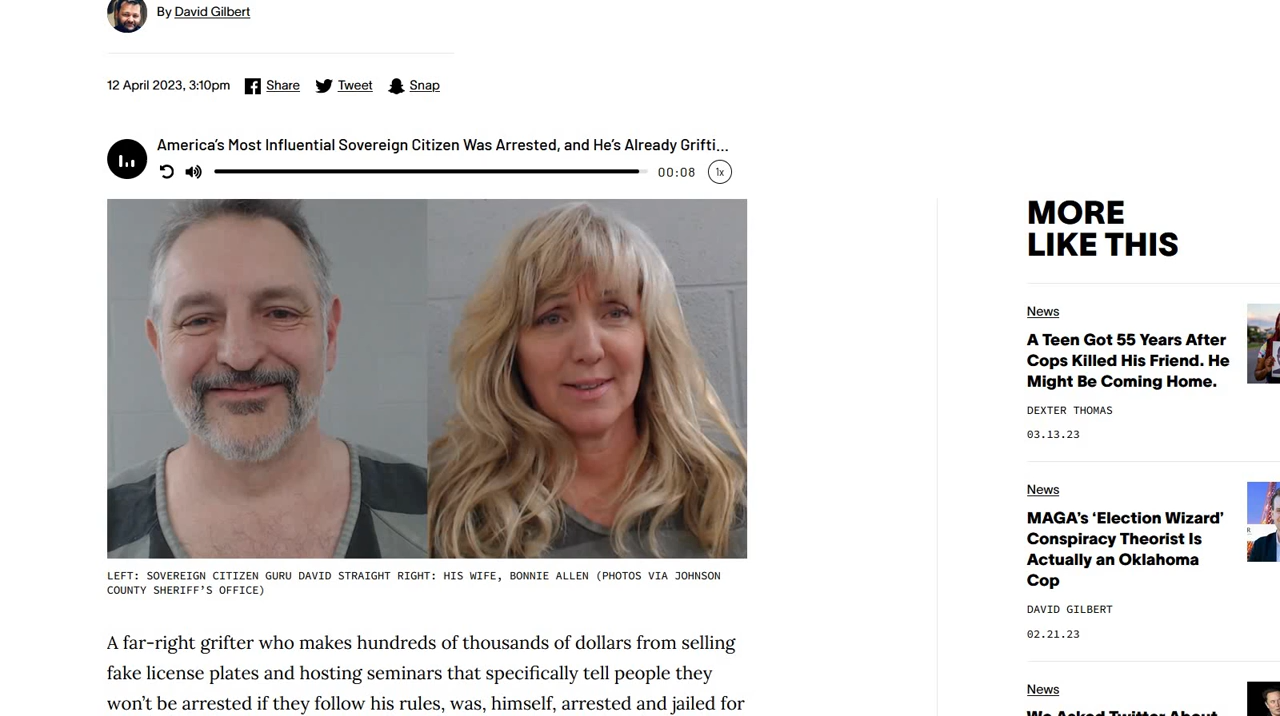 By David Gilbert
12 April 2023, 3:10pm Share Tweet Snap
America's Most Influential Sovereign Citizen Was Arrested, and He's Already Grifti...
00:08 1x
LEFT: SOVEREIGN CITIZEN GURU DAVID STRAIGHT RIGHT: HIS WIFE, BONNIE ALLEN (PHOTOS VIA JOHNSON
COUNTY SHERIFF'S OFFICE)
A far-right grifter who makes hundreds of thousands of dollars from selling
fake license plates and hosting seminars that specifically tell people they
won't be arrested if they follow his rules, was, himself, arrested and jailed for
MORE
LIKE THIS
News
A Teen Got 55 Years After
Cops Killed His Friend. He
Might Be Coming Home.
DEXTER THOMAS
03.13.23
News
MAGA's ‘Election Wizard’
Conspiracy Theorist Is
Actually an Oklahoma
Cop
DAVID GILBERT
02.21.23
News
We Asked Twitter About